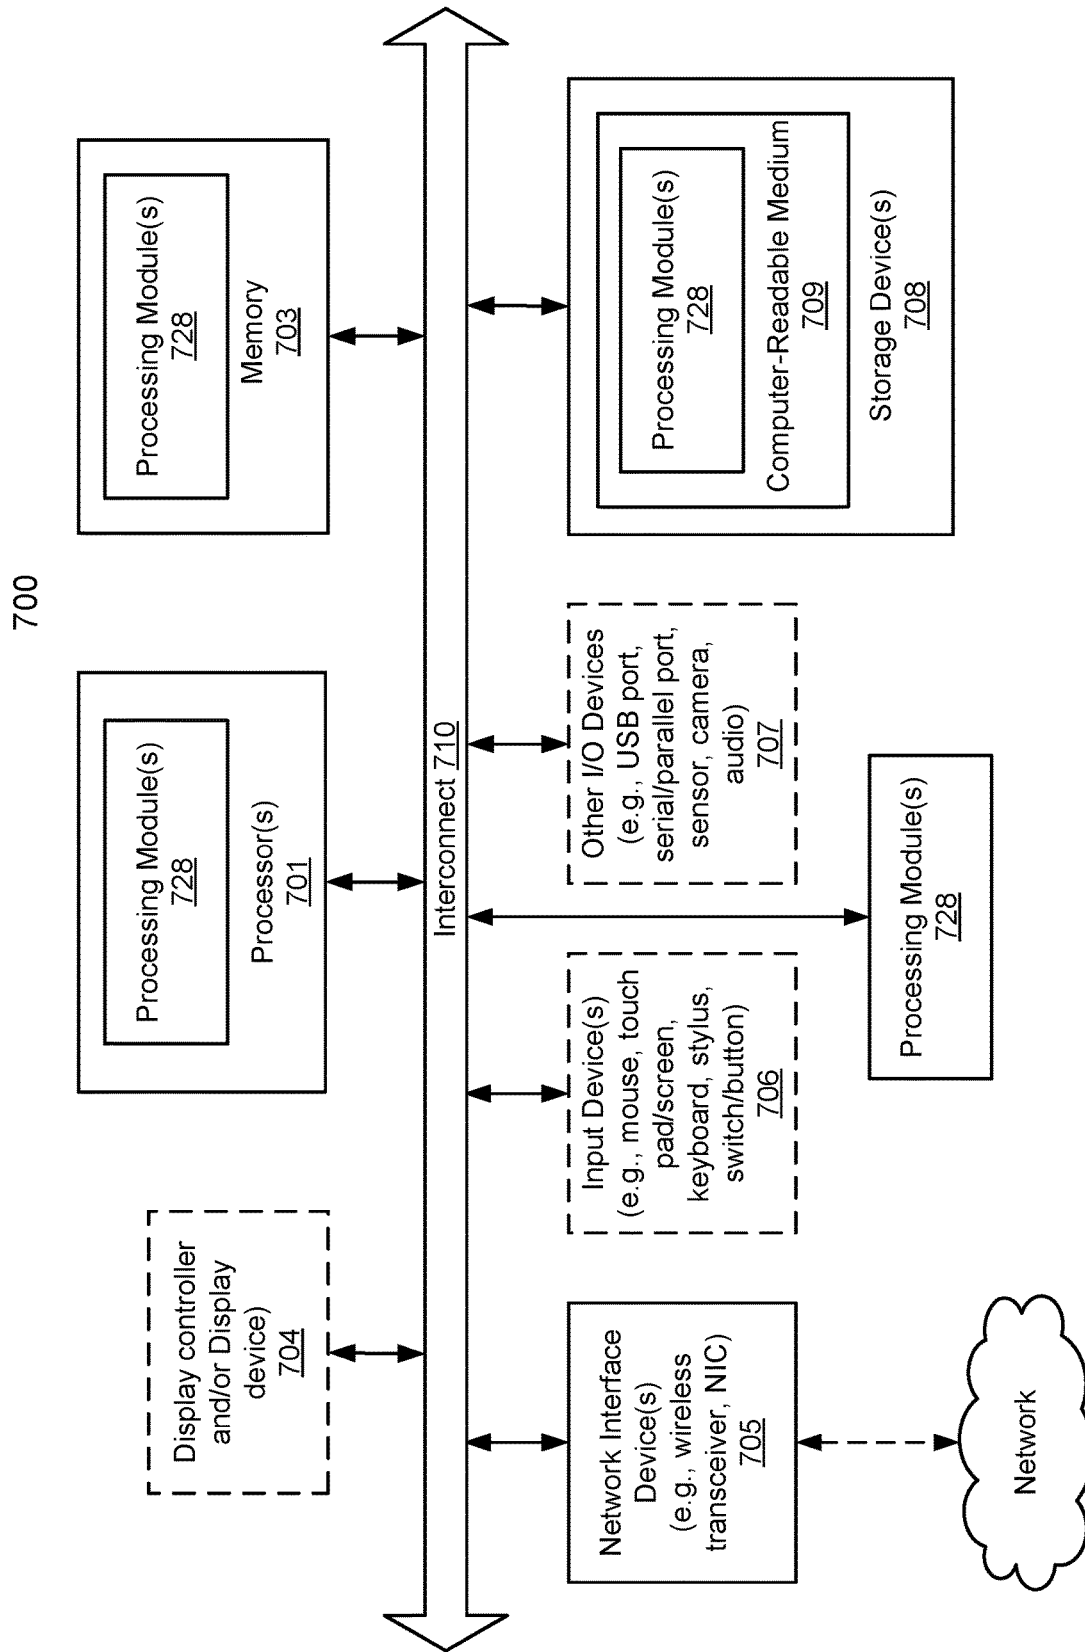 700
Processing Module(s)
728
Processor(s)
701
Processing Module(s)
728
Memory
703
Display controller
and/or Display
device)
704
Interconnect 710
Network Interface
Device(s)
(e.g., wireless
transceiver, NIC)
705
Input Device(s)
(e.g., mouse, touch
pad/screen,
keyboard, stylus,
switch/button)
706
Other I/O Devices
(e.g., USB port,
serial/parallel port,
sensor, camera,
audio)
707
Processing Module(s)
728
Computer-Readable Medium
709
Storage Device(s)
708
Processing Module(s)
728
Network